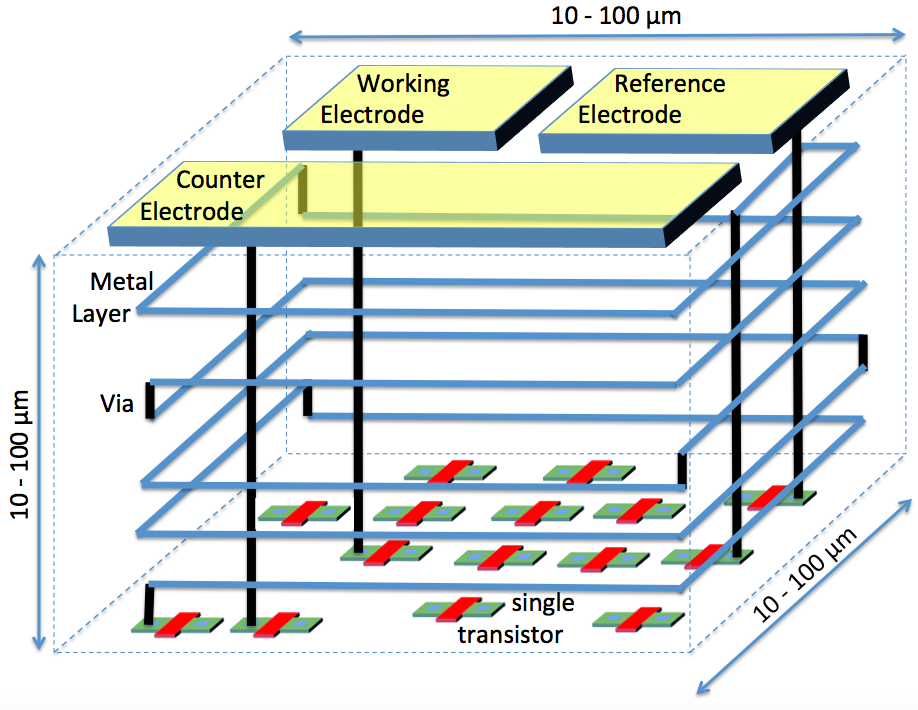 10 - 100 µm
Working
Electrode
Reference
Electrode
Counter
Electrode
Metal
Layer
Via
10 - 100 µm
single
transistor
10 - 100 µm